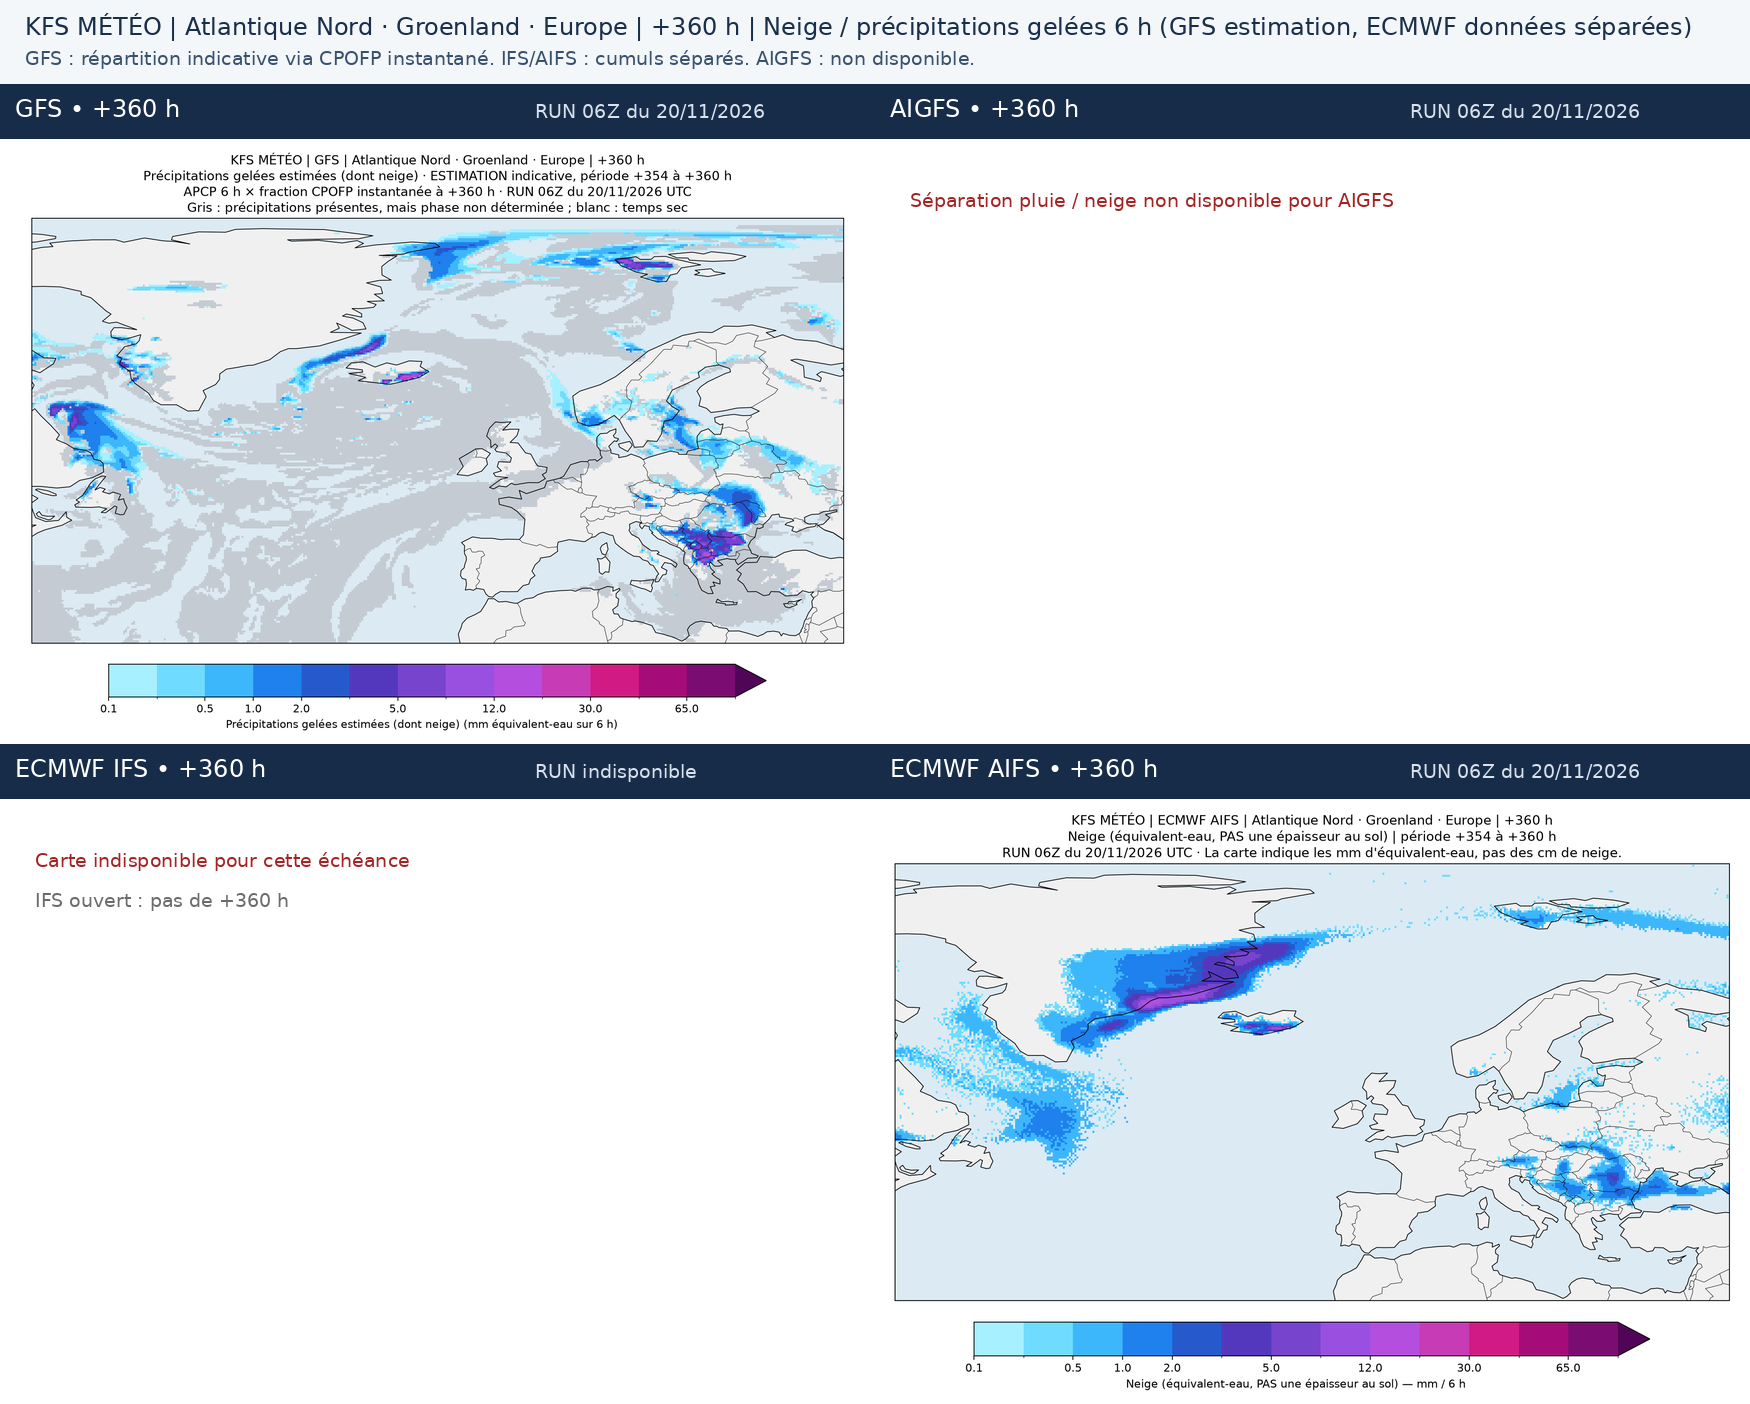 KFS MÉTÉO | Atlantique Nord · Groenland · Europe | +360 h | Neige / précipitations gelées 6 h (GFS estimation, ECMWF données séparées)
GFS : répartition indicative via CPOFP instantané. IFS/AIFS : cumuls séparés. AIGFS : non disponible.
GFS • +360 h
RUN 06Z du 20/11/2026
AIGFS • +360 h
RUN 06Z du 20/11/2026
KFS MÉTÉO | GFS | Atlantique Nord · Groenland · Europe | +360 h
Précipitations gelées estimées (dont neige) · ESTIMATION indicative, période +354 à +360 h
APCP 6 h × fraction CPOFP instantanée à +360 h · RUN 06Z du 20/11/2026 UTC
Gris : précipitations présentes, mais phase non déterminée ; blanc : temps sec
Séparation pluie / neige non disponible pour AIGFS
0.1 0.5 1.0 2.0 5.0 12.0 30.0 65.0
Précipitations gelées estimées (dont neige) (mm équivalent-eau sur 6 h)
ECMWF IFS • +360 h
RUN indisponible
ECMWF AIFS • +360 h
RUN 06Z du 20/11/2026
Carte indisponible pour cette échéance
IFS ouvert : pas de +360 h
KFS MÉTÉO | ECMWF AIFS | Atlantique Nord · Groenland · Europe | +360 h
Neige (équivalent-eau, PAS une épaisseur au sol) | période +354 à +360 h
RUN 06Z du 20/11/2026 UTC · La carte indique les mm d'équivalent-eau, pas des cm de neige.
0.1 0.5 1.0 2.0 5.0 12.0 30.0 65.0
Neige (équivalent-eau, PAS une épaisseur au sol) — mm / 6 h